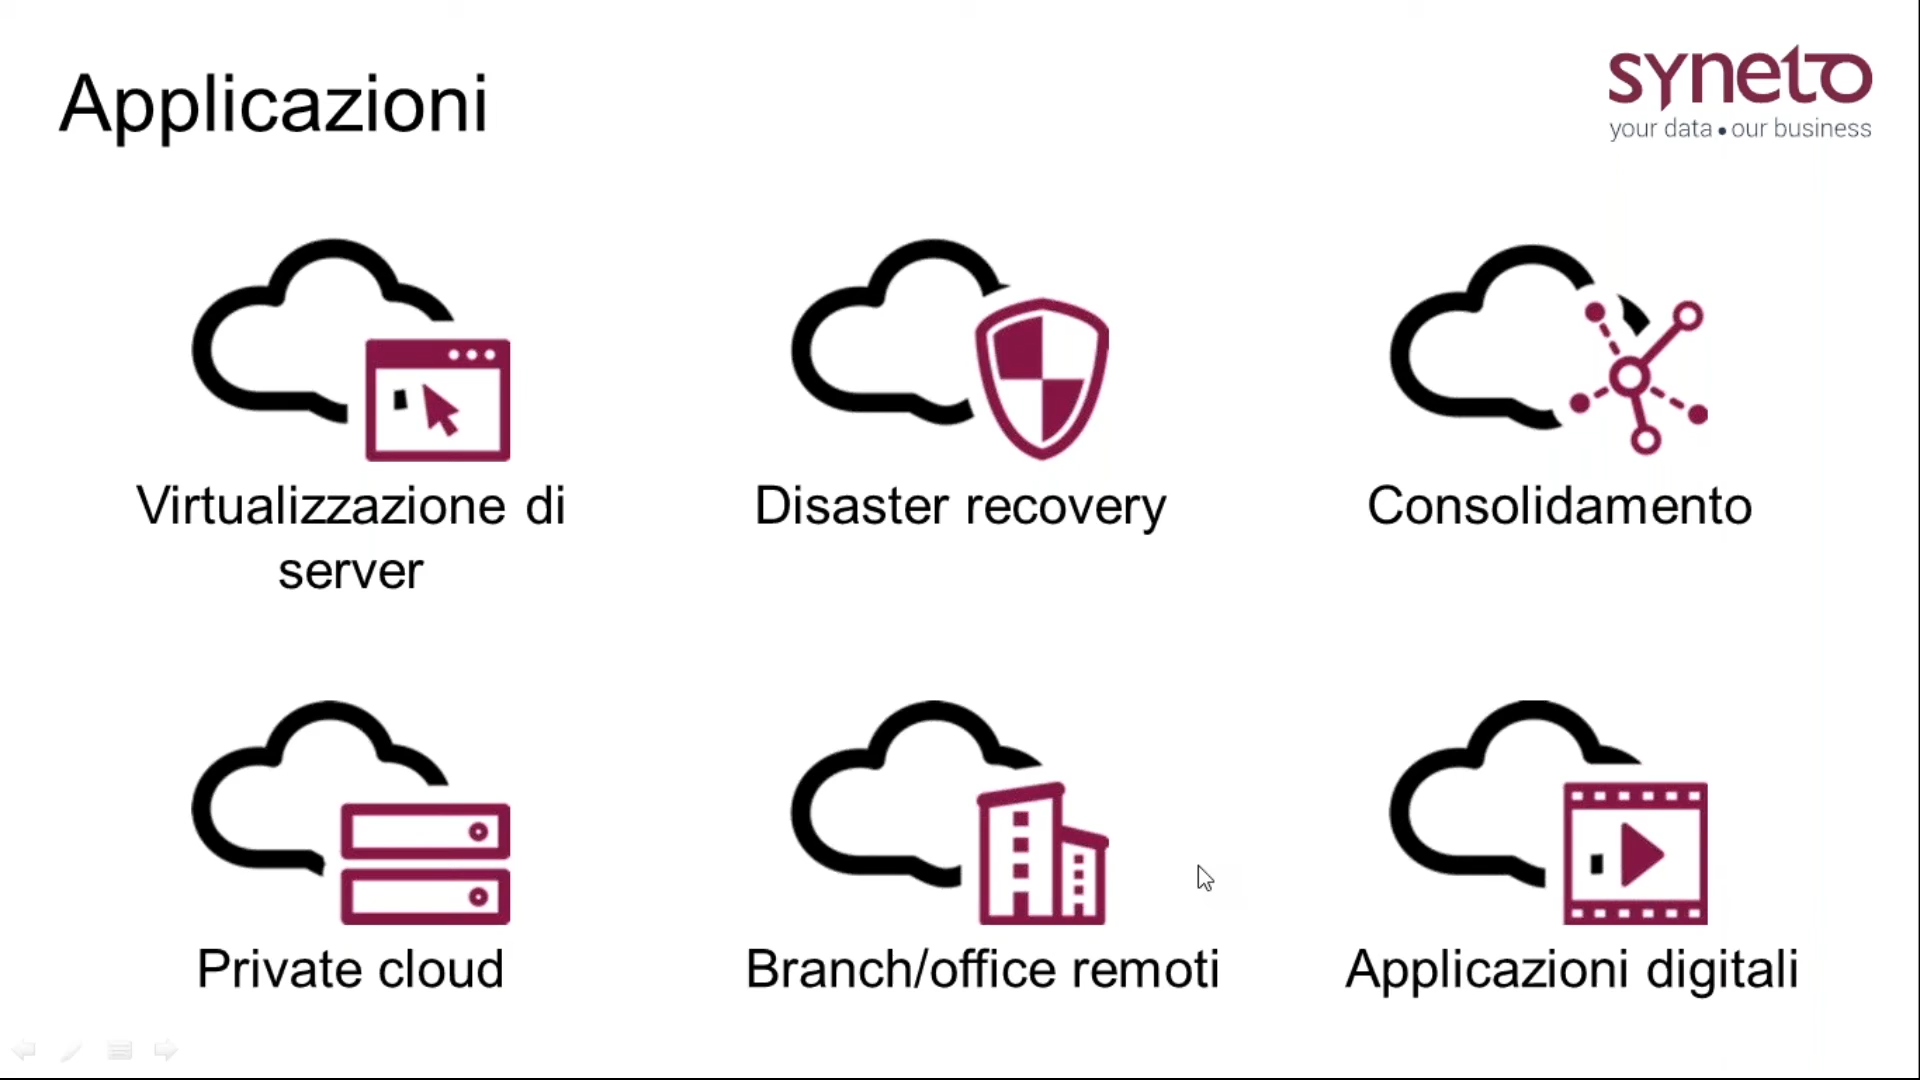 Applicazioni
syneto
your data • our business
Virtualizzazione di
server
Disaster recovery
Consolidamento
Private cloud
Branch/office remoti
Applicazioni digitali